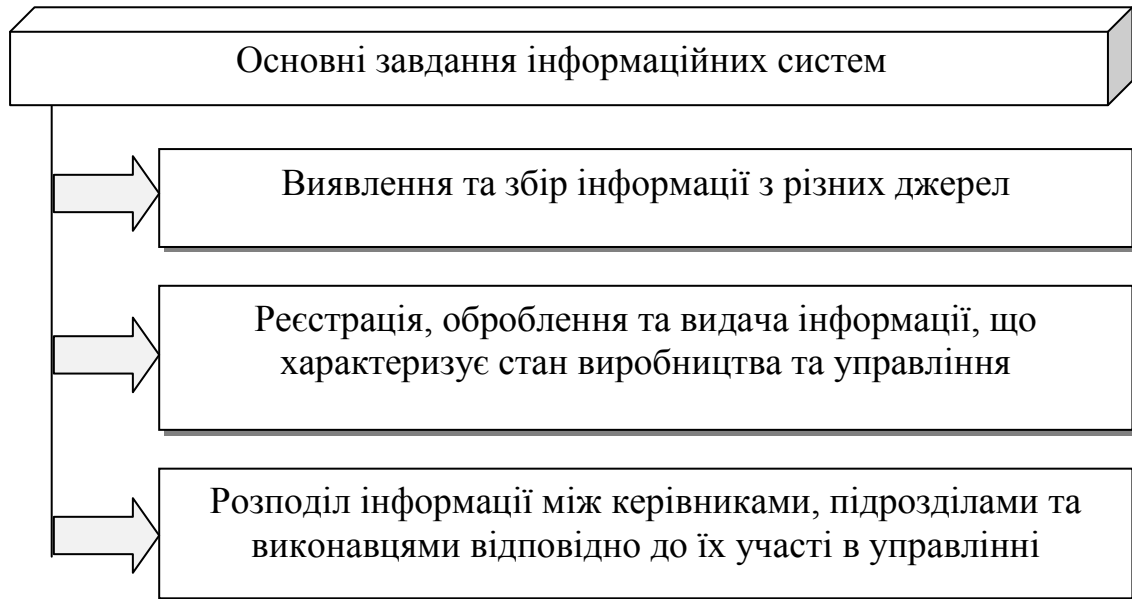 Основні завдання інформаційних систем
Виявлення та збір інформації з різних джерел
Реєстрація, оброблення та видача інформації, що
характеризує стан виробництва та управління
Розподіл інформації між керівниками, підрозділами та
виконавцями відповідно до їх участі в управлінні